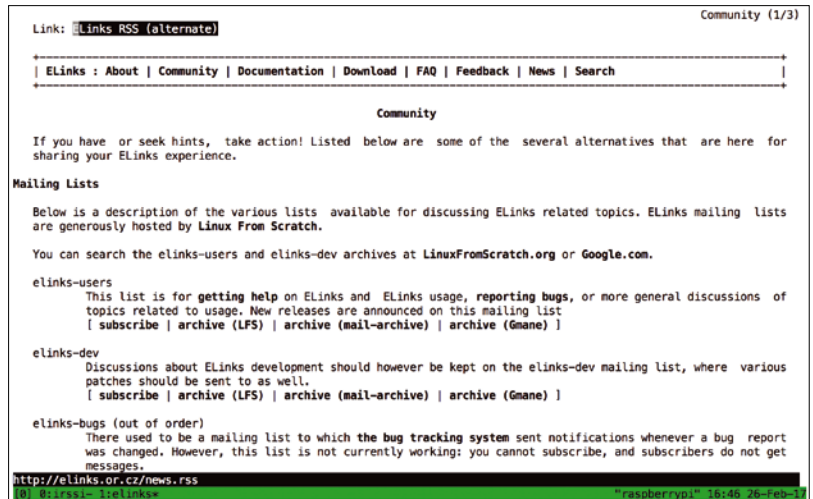 Community (1/3)
Link: ELinks RSS (alternate)
| ELinks : About | Community | Documentation | Download | FAQ | Feedback | News | Search |
Community
If you have or seek hints, take action! Listed below are some of the several alternatives that are here for
sharing your ELinks experience.
Mailing Lists
Below is a description of the various lists available for discussing ELinks related topics. ELinks mailing lists
are generously hosted by Linux From Scratch.
You can search the elinks-users and elinks-dev archives at LinuxFromScratch.org or Google.com.
elinks-users
This list is for getting help on ELinks and ELinks usage, reporting bugs, or more general discussions of
topics related to usage. New releases are announced on this mailing list
[ subscribe | archive (LFS) | archive (mail-archive) | archive (Gmane) ]
elinks-dev
Discussions about ELinks development should however be kept on the elinks-dev mailing list, where various
patches should be sent to as well.
[ subscribe | archive (LFS) | archive (mail-archive) | archive (Gmane) ]
elinks-bugs (out of order)
There used to be a mailing list to which the bug tracking system sent notifications whenever a bug report
was changed. However, this list is not currently working: you cannot subscribe, and subscribers do not get
messages.
http://elinks.or.cz/news.rss
[0] 0:irssi- 1:elinks* "raspberrypi" 16:46 26-Feb-17